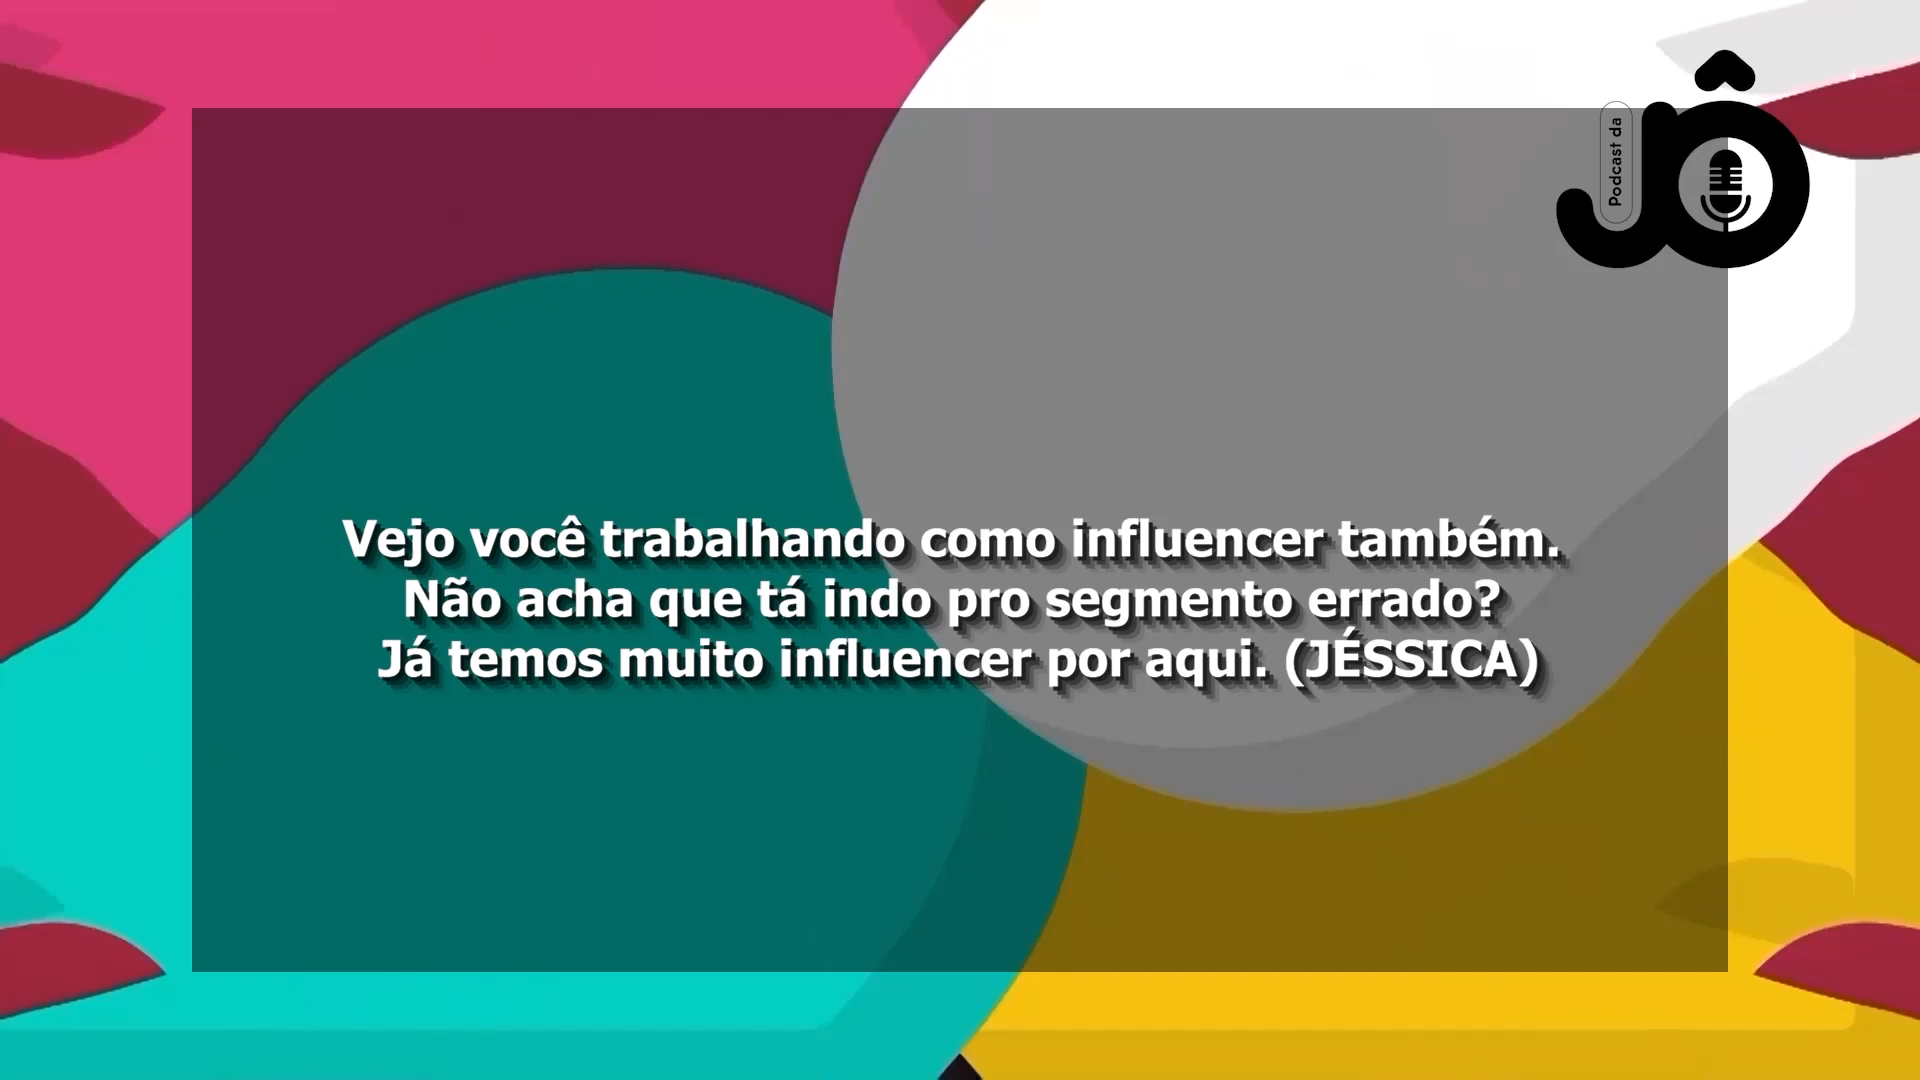 Podcast da
JÔ
Vejo você trabalhando como influencer também.
Não acha que tá indo pro segmento errado?
Já temos muito influencer por aqui. (JÉSSICA)